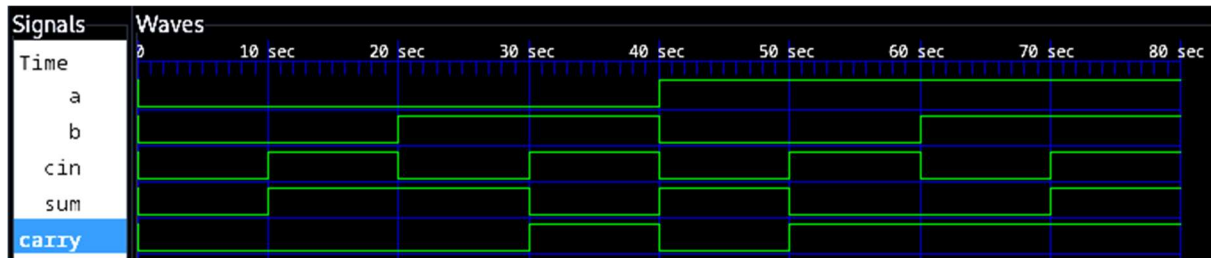 Signals Waves
Time 0 10 sec 20 sec 30 sec 40 sec 50 sec 60 sec 70 sec 80 sec
a
b
cin
sum
carry